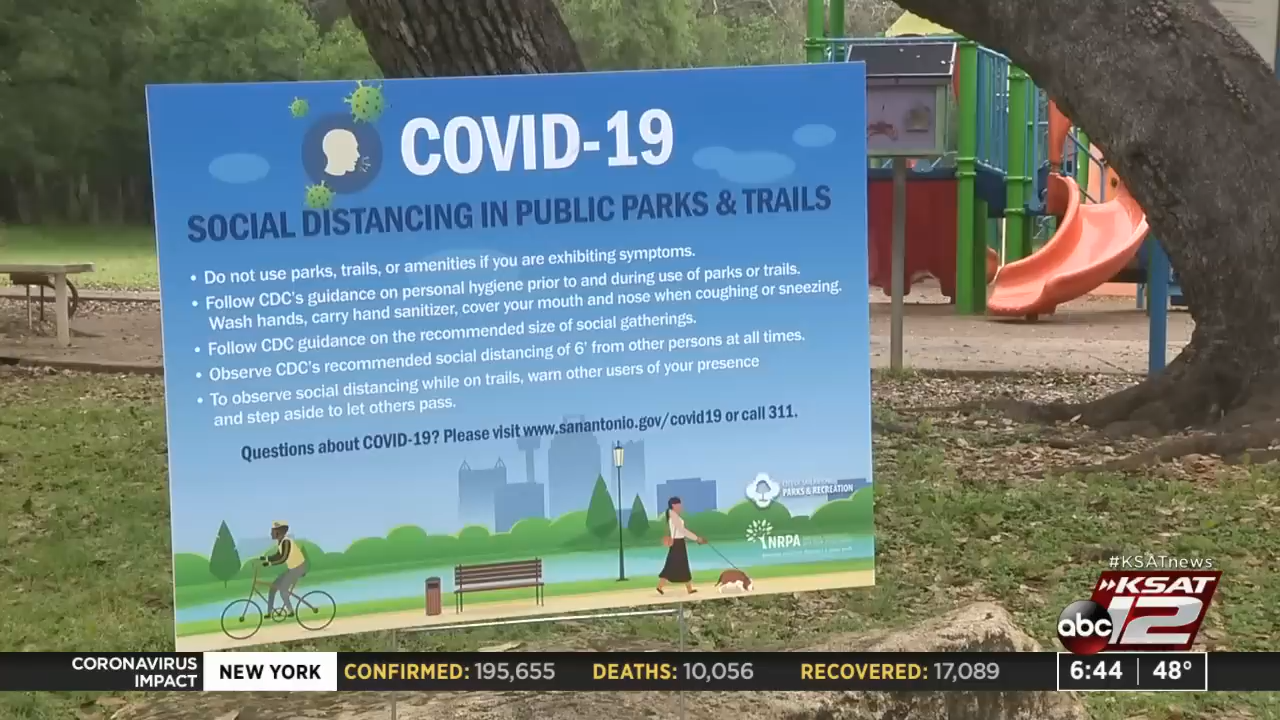 COVID-19
SOCIAL DISTANCING IN PUBLIC PARKS & TRAILS
• Do not use parks, trails, or amenities if you are exhibiting symptoms.
• Follow CDC's guidance on personal hygiene prior to and during use of parks or trails.
Wash hands, carry hand sanitizer, cover your mouth and nose when coughing or sneezing.
• Follow CDC guidance on the recommended size of social gatherings.
• Observe CDC's recommended social distancing of 6' from other persons at all times.
• To observe social distancing while on trails, warn other users of your presence
and step aside to let others pass.
Questions about COVID-19? Please visit www.sanantonio.gov/covid19 or call 311.
PARKS & RECREATION
NRPA
#KSATnews
KSAT
abc 12
CORONAVIRUS
IMPACT
NEW YORK
CONFIRMED: 195,655
DEATHS: 10,056
RECOVERED: 17,089
6:44
48°